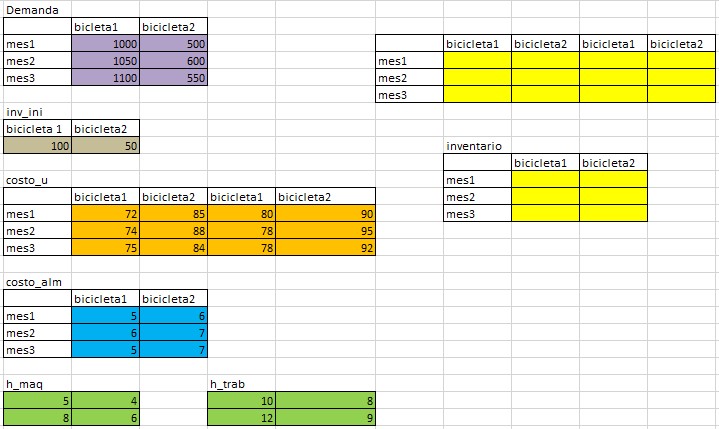 Demanda
bicleta1 bicicleta2
mes1 1000 500
mes2 1050 600
mes3 1100 550
bicicleta1 bicicleta2 bicicleta1 bicicleta2
mes1
mes2
mes3
inv_ini
bicicleta 1 bicicleta2
100 50
inventario
bicicleta1 bicicleta2
mes1
mes2
mes3
costo_u
bicicleta1 bicicleta2 bicicleta1 bicicleta2
mes1 72 85 80 90
mes2 74 88 78 95
mes3 75 84 78 92
costo_alm
bicicleta1 bicicleta2
mes1 5 6
mes2 6 7
mes3 5 7
h_maq
5 4
8 6
h_trab
10 8
12 9